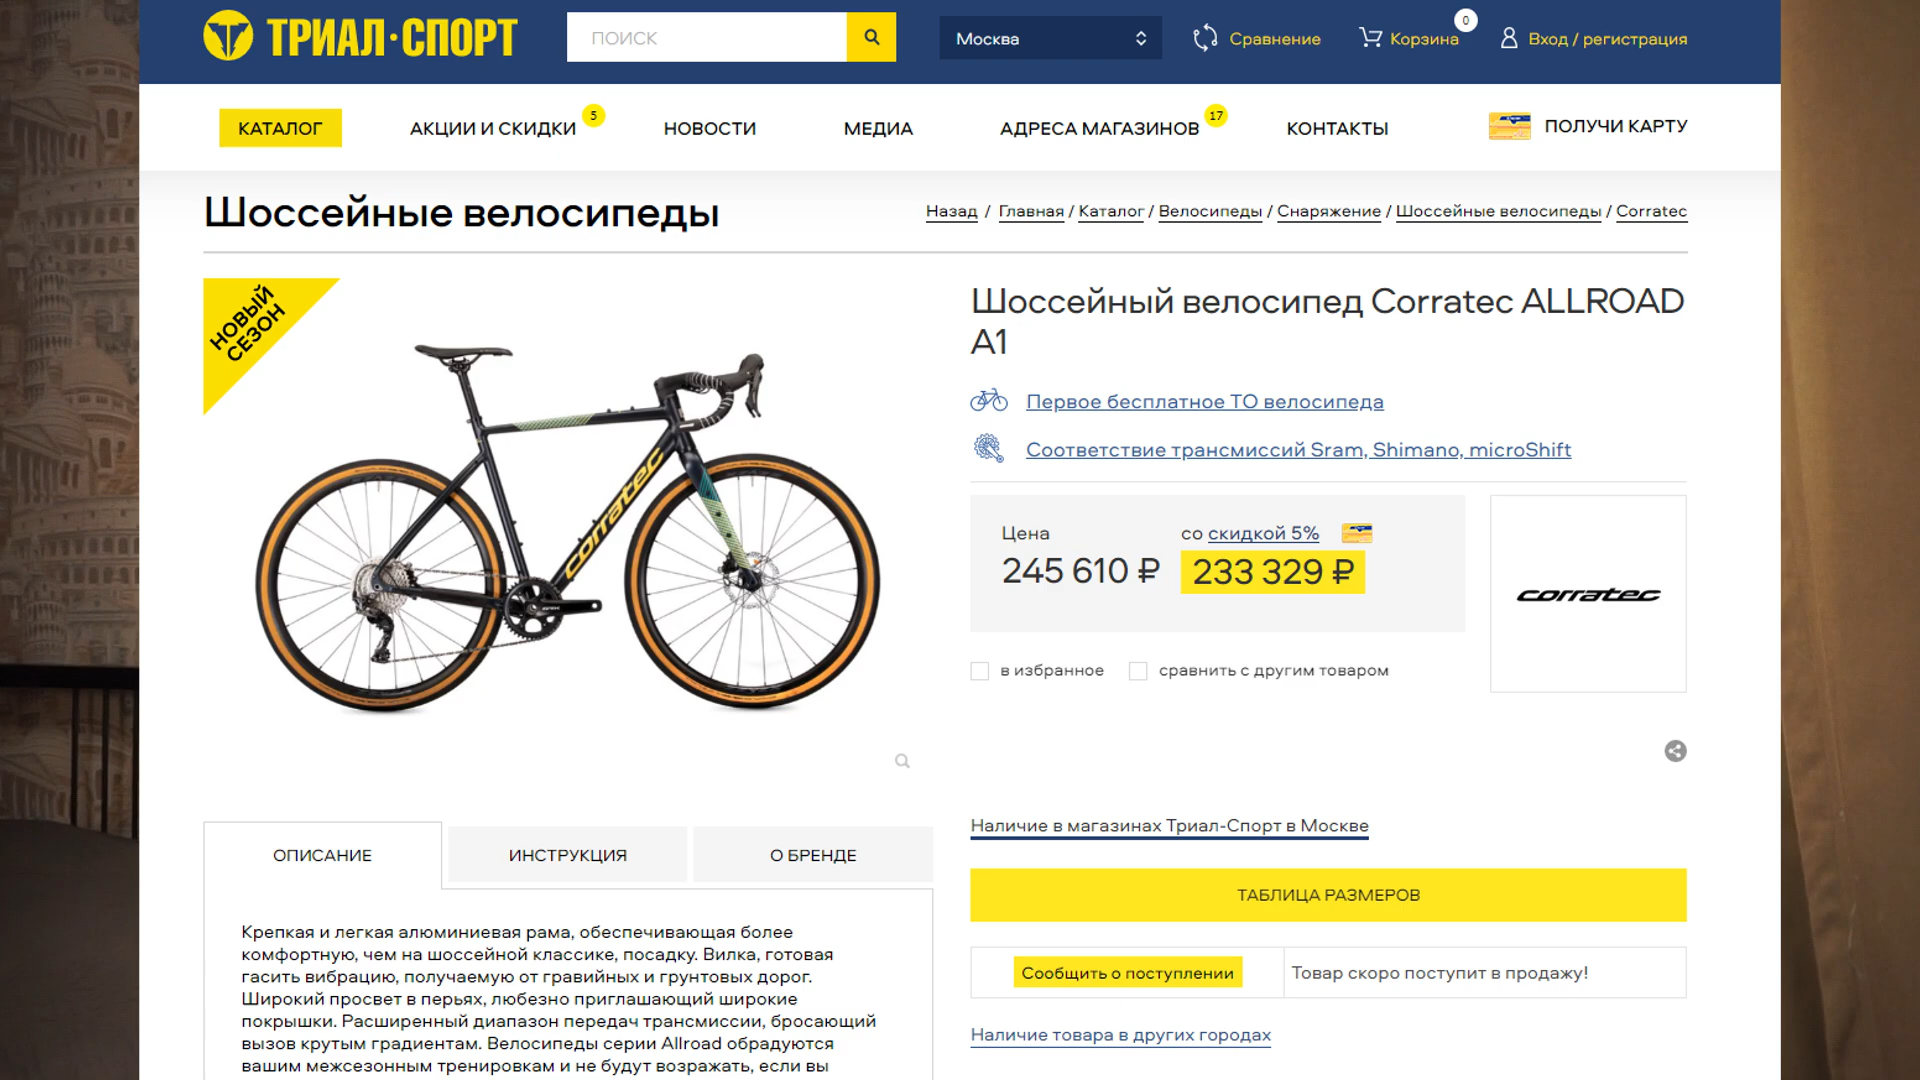 ТРИАЛ·СПОРТ
ПОИСК
Москва
Сравнение
Корзина
0
Вход / регистрация
КАТАЛОГ
АКЦИИ И СКИДКИ
5
НОВОСТИ
МЕДИА
АДРЕСА МАГАЗИНОВ
17
КОНТАКТЫ
ПОЛУЧИ КАРТУ
Шоссейные велосипеды
Назад / Главная / Каталог / Велосипеды / Снаряжение / Шоссейные велосипеды / Corratec
НОВЫЙ
СЕЗОН
corratec
Шоссейный велосипед Corratec ALLROAD
A1
Первое бесплатное ТО велосипеда
Соответствие трансмиссий Sram, Shimano, microShift
Цена
со скидкой 5%
245 610 ₽
233 329 ₽
corratec
в избранное
сравнить с другим товаром
Наличие в магазинах Триал-Спорт в Москве
ТАБЛИЦА РАЗМЕРОВ
Сообщить о поступлении
Товар скоро поступит в продажу!
Наличие товара в других городах
ОПИСАНИЕ
ИНСТРУКЦИЯ
О БРЕНДЕ
Крепкая и легкая алюминиевая рама, обеспечивающая более
комфортную, чем на шоссейной классике, посадку. Вилка, готовая
гасить вибрацию, получаемую от гравийных и грунтовых дорог.
Широкий просвет в перьях, любезно приглашающий широкие
покрышки. Расширенный диапазон передач трансмиссии, бросающий
вызов крутым градиентам. Велосипеды серии Allroad обрадуются
вашим межсезонным тренировкам и не будут возражать, если вы